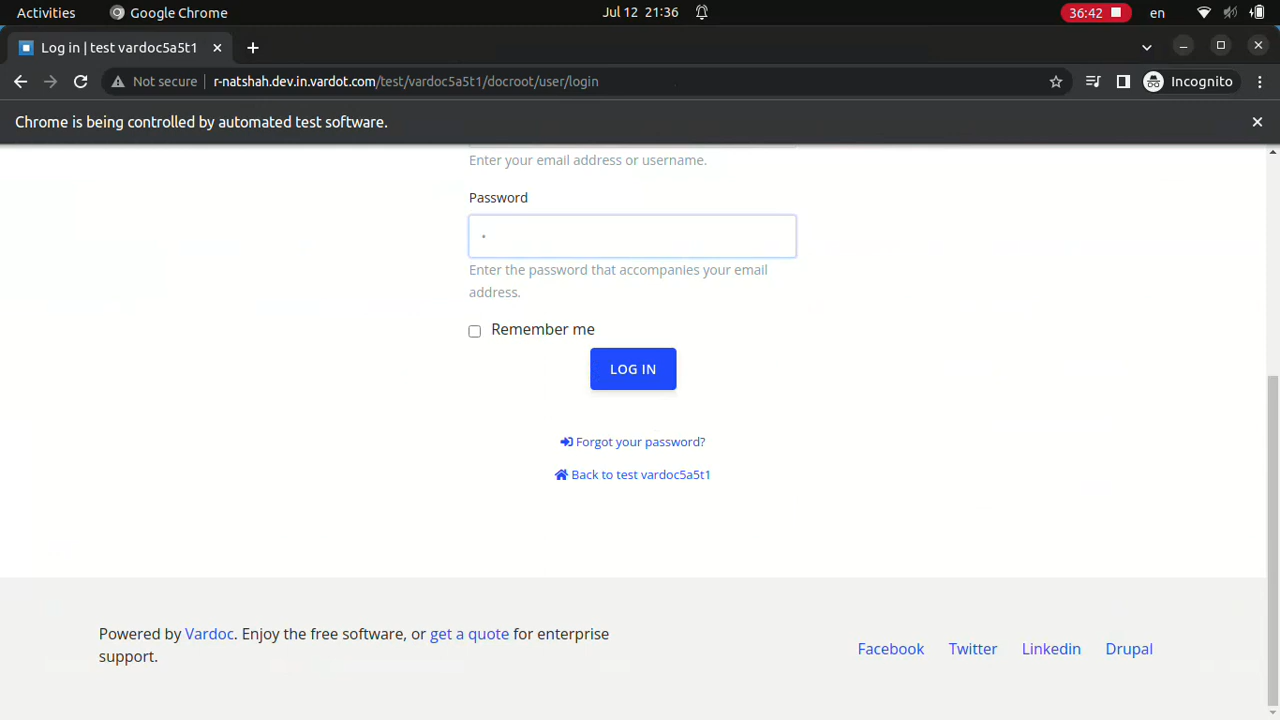 Activities
Google Chrome
Jul 12 21:36
36:42
en
Log in | test vardoc5a5t1
Not secure
r-natshah.dev.in.vardot.com/test/vardoc5a5t1/docroot/user/login
Incognito
Chrome is being controlled by automated test software.
Enter your email address or username.
Password
Enter the password that accompanies your email
address.
Remember me
LOG IN
Forgot your password?
Back to test vardoc5a5t1
Powered by Vardoc. Enjoy the free software, or get a quote for enterprise
support.
Facebook Twitter Linkedin Drupal